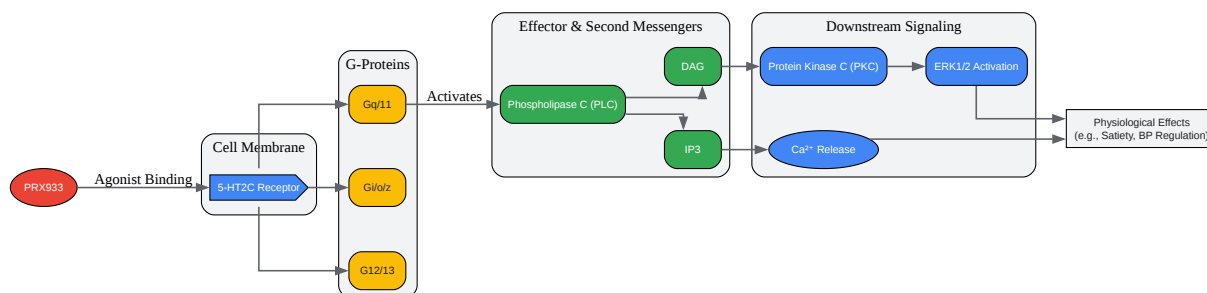 Effector & Second Messengers
Downstream Signaling
G-Proteins
DAG
Protein Kinase C (PKC)
ERK1/2 Activation
Gq/11
Activates
Phospholipase C (PLC)
Physiological Effects
(e.g., Satiety, BP Regulation)
Cell Membrane
IP3
Ca²⁺ Release
PRX933
Agonist Binding
5-HT2C Receptor
Gi/o/z
G12/13